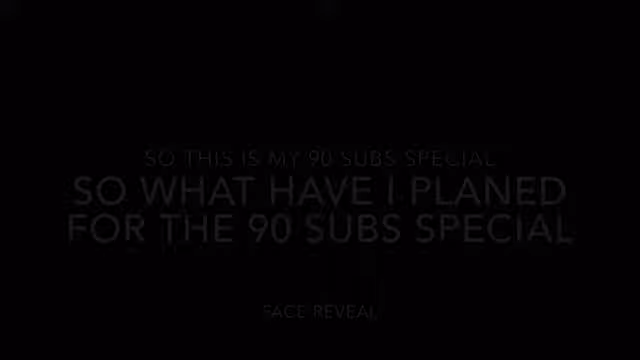 SO THIS IS MY 90 SUBS SPECIAL
SO WHAT HAVE I PLANED
FOR THE 90 SUBS SPECIAL
FACE REVEAL